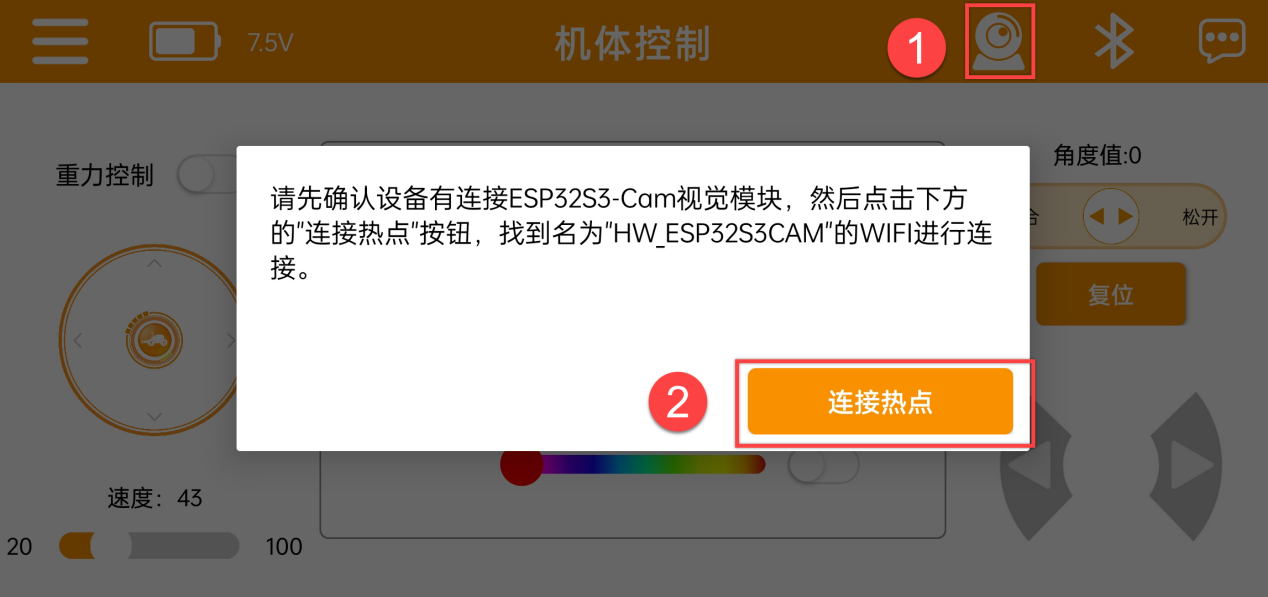 7.5V
机体控制
1
重力控制
角度值:0
请先确认设备有连接ESP32S3-Cam视觉模块，然后点击下方
的"连接热点"按钮，找到名为"HW_ESP32S3CAM"的WIFI进行连
接。
松开
复位
2
连接热点
速度：43
20
100